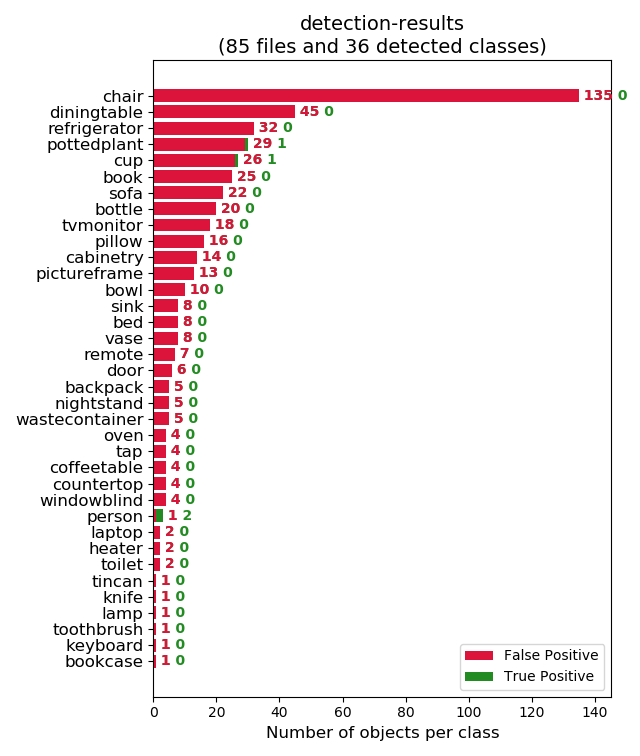 detection-results
(85 files and 36 detected classes)
chair 135 0
diningtable 45 0
refrigerator 32 0
pottedplant 29 1
cup 26 1
book 25 0
sofa 22 0
bottle 20 0
tvmonitor 18 0
pillow 16 0
cabinetry 14 0
pictureframe 13 0
bowl 10 0
sink 8 0
bed 8 0
vase 8 0
remote 7 0
door 6 0
backpack 5 0
nightstand 5 0
wastecontainer 5 0
oven 4 0
tap 4 0
coffeetable 4 0
countertop 4 0
windowblind 4 0
person 1 2
laptop 2 0
heater 2 0
toilet 2 0
tincan 1 0
knife 1 0
lamp 1 0
toothbrush 1 0
keyboard 1 0
bookcase 1 0
False Positive
True Positive
0 20 40 60 80 100 120 140
Number of objects per class